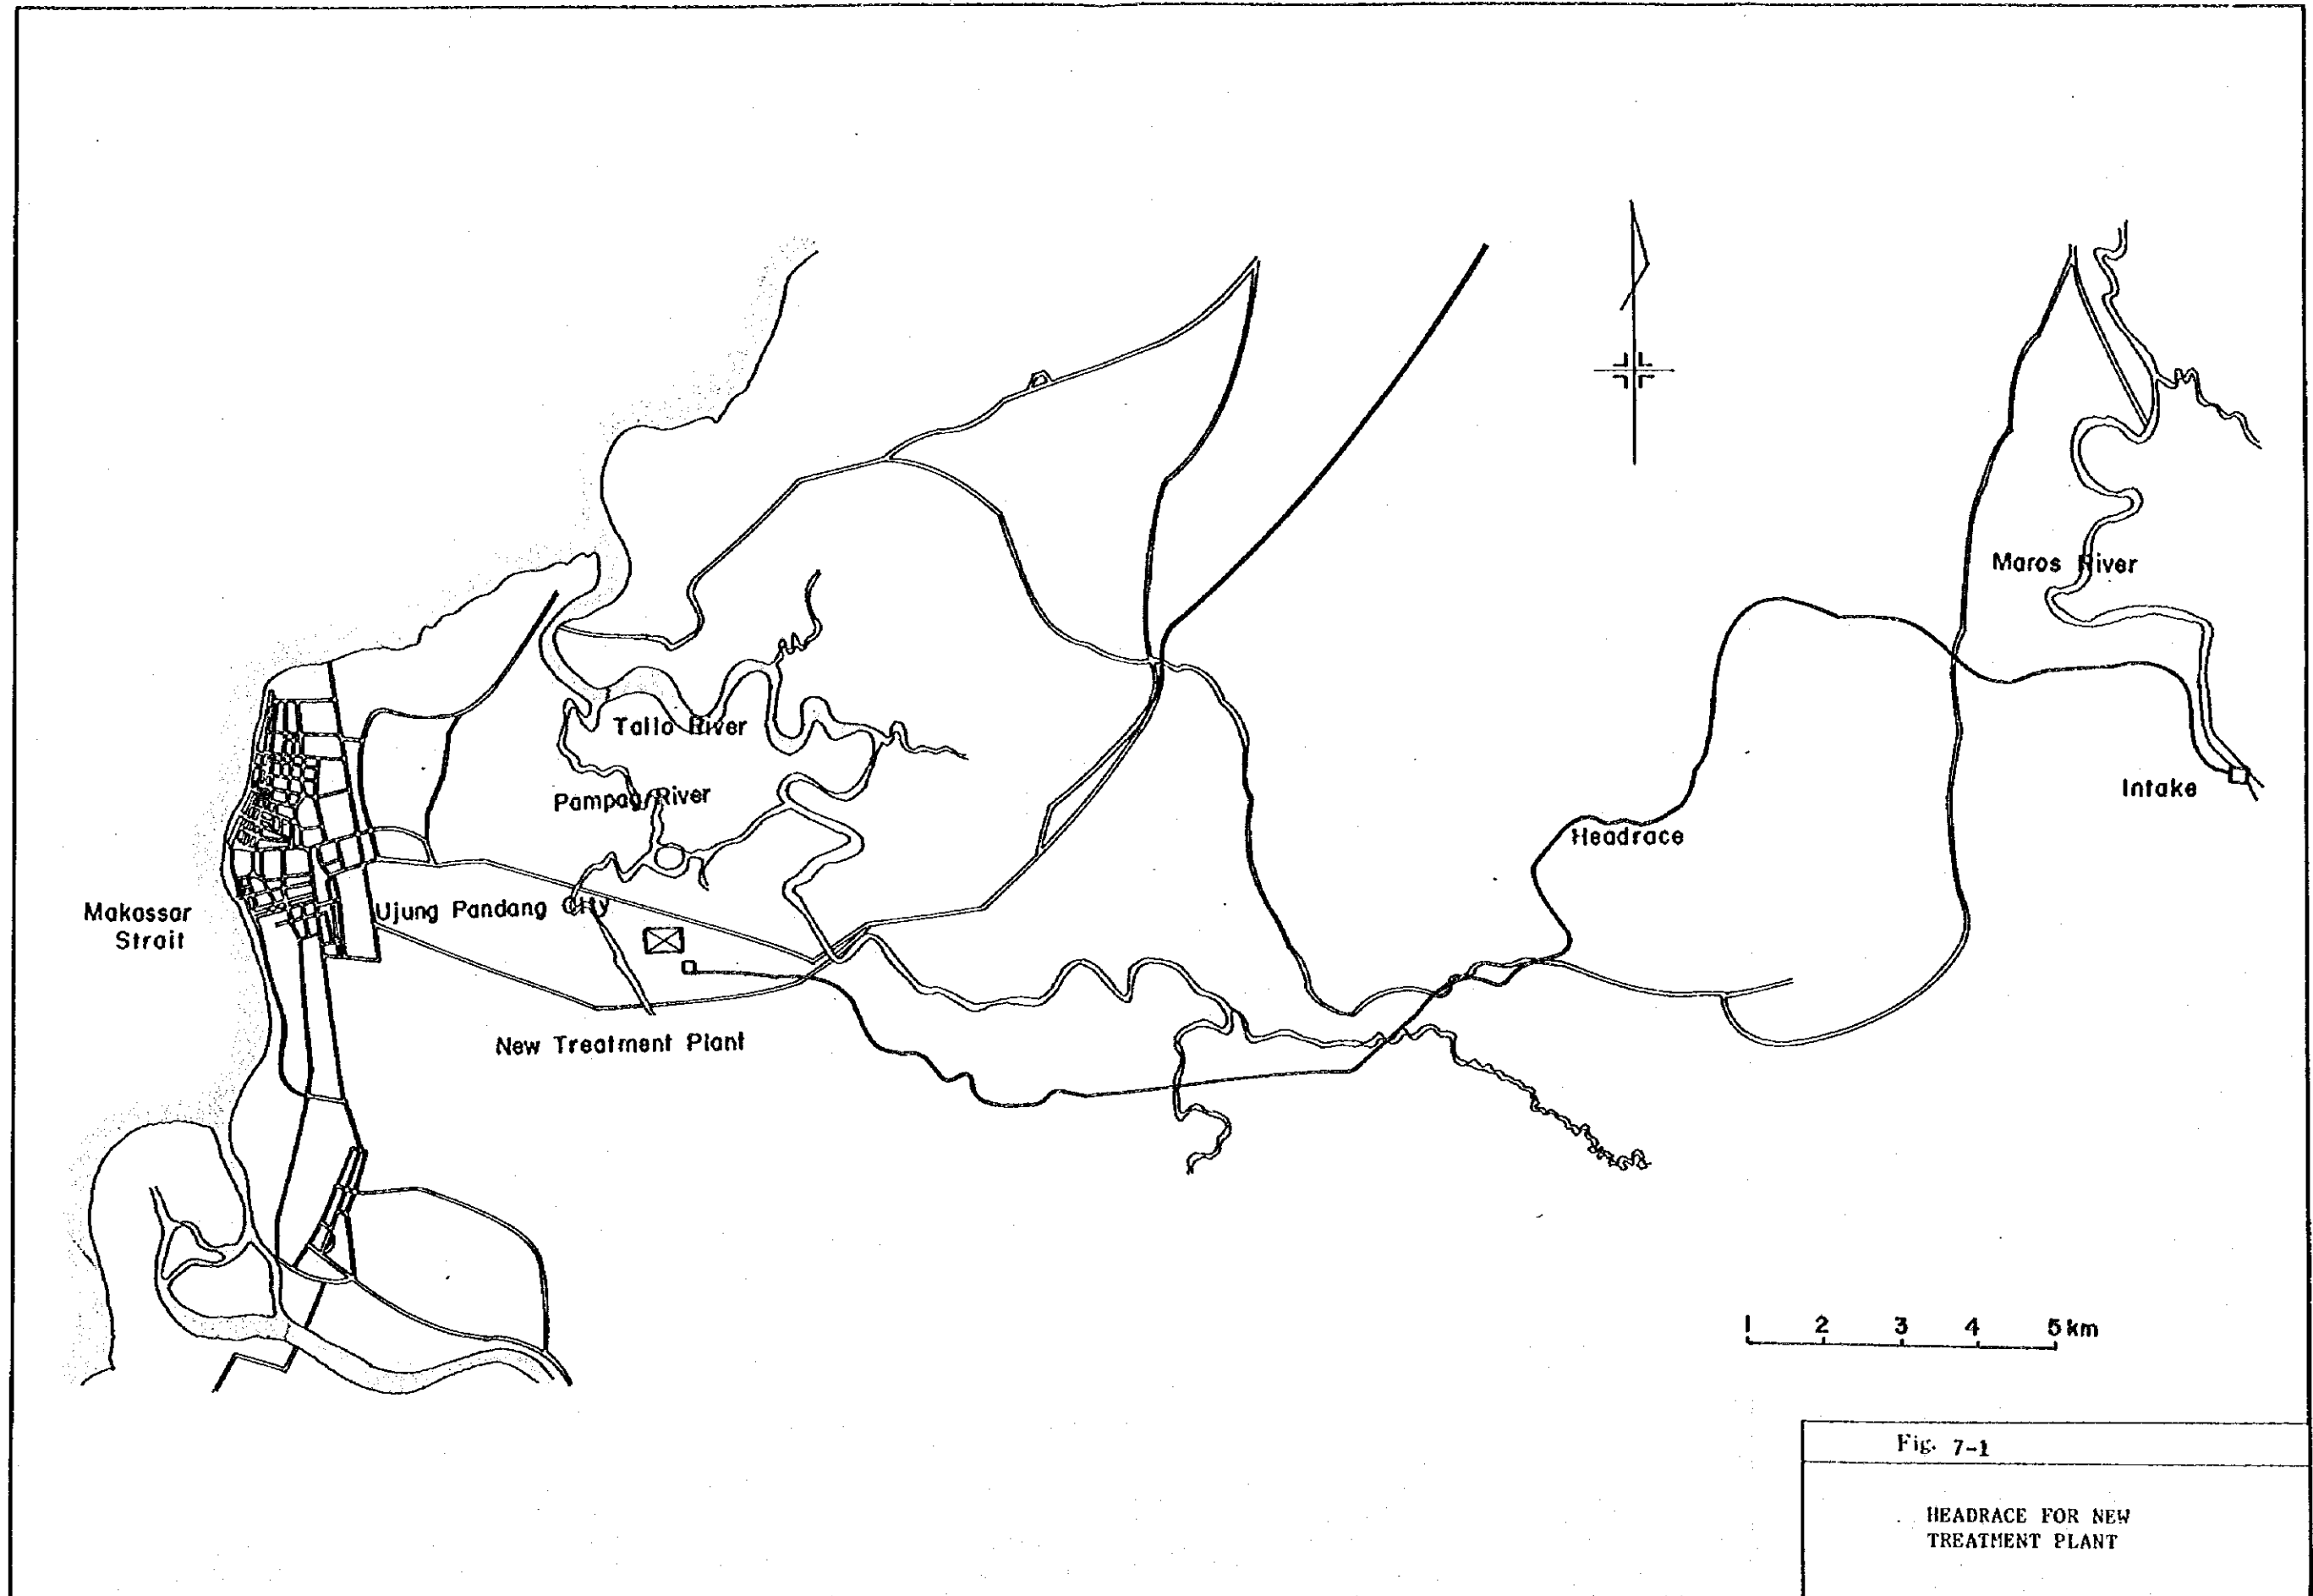 Maros River
Tallo River
Intake
Pampag River
Headrace
Makassar
Strait
Ujung Pandang City
New Treatment Plant
1 2 3 4 5 km
Fig. 7-1
HEADRACE FOR NEW
TREATMENT PLANT